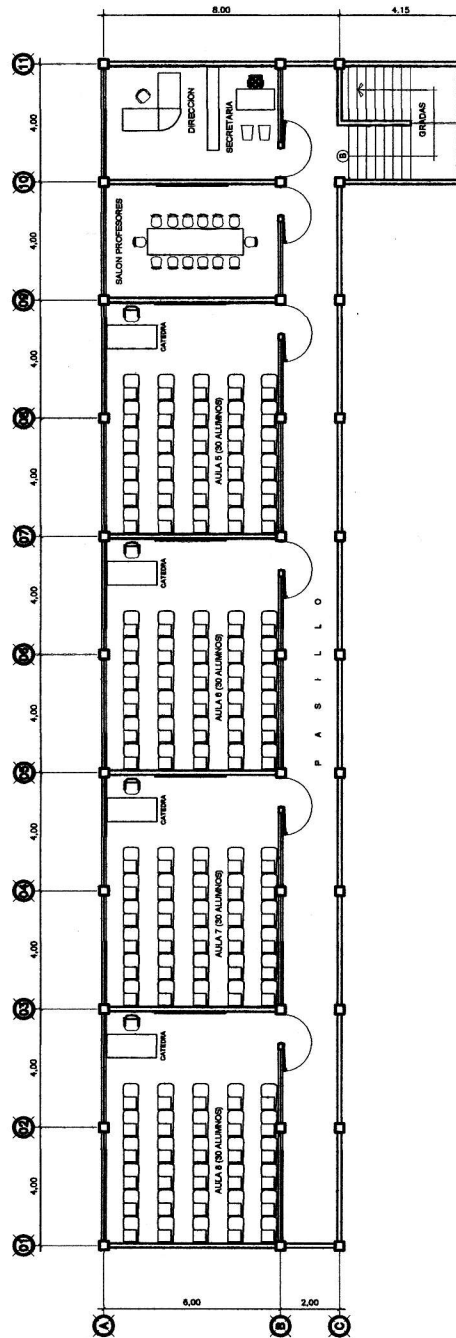 8.00
4.15
11
10
09
08
07
06
05
04
03
02
01
4,00
4,00
4,00
4,00
4,00
4,00
4,00
4,00
4,00
4,00
DIRECCION
SECRETARIA
GRADAS
B
SALON PROFESORES
CATEDRA
AULA 5 (30 ALUMNOS)
CATEDRA
AULA 6 (30 ALUMNOS)
CATEDRA
AULA 7 (30 ALUMNOS)
CATEDRA
AULA 8 (30 ALUMNOS)
P A S I L L O
6,00
2,00
A
B
C